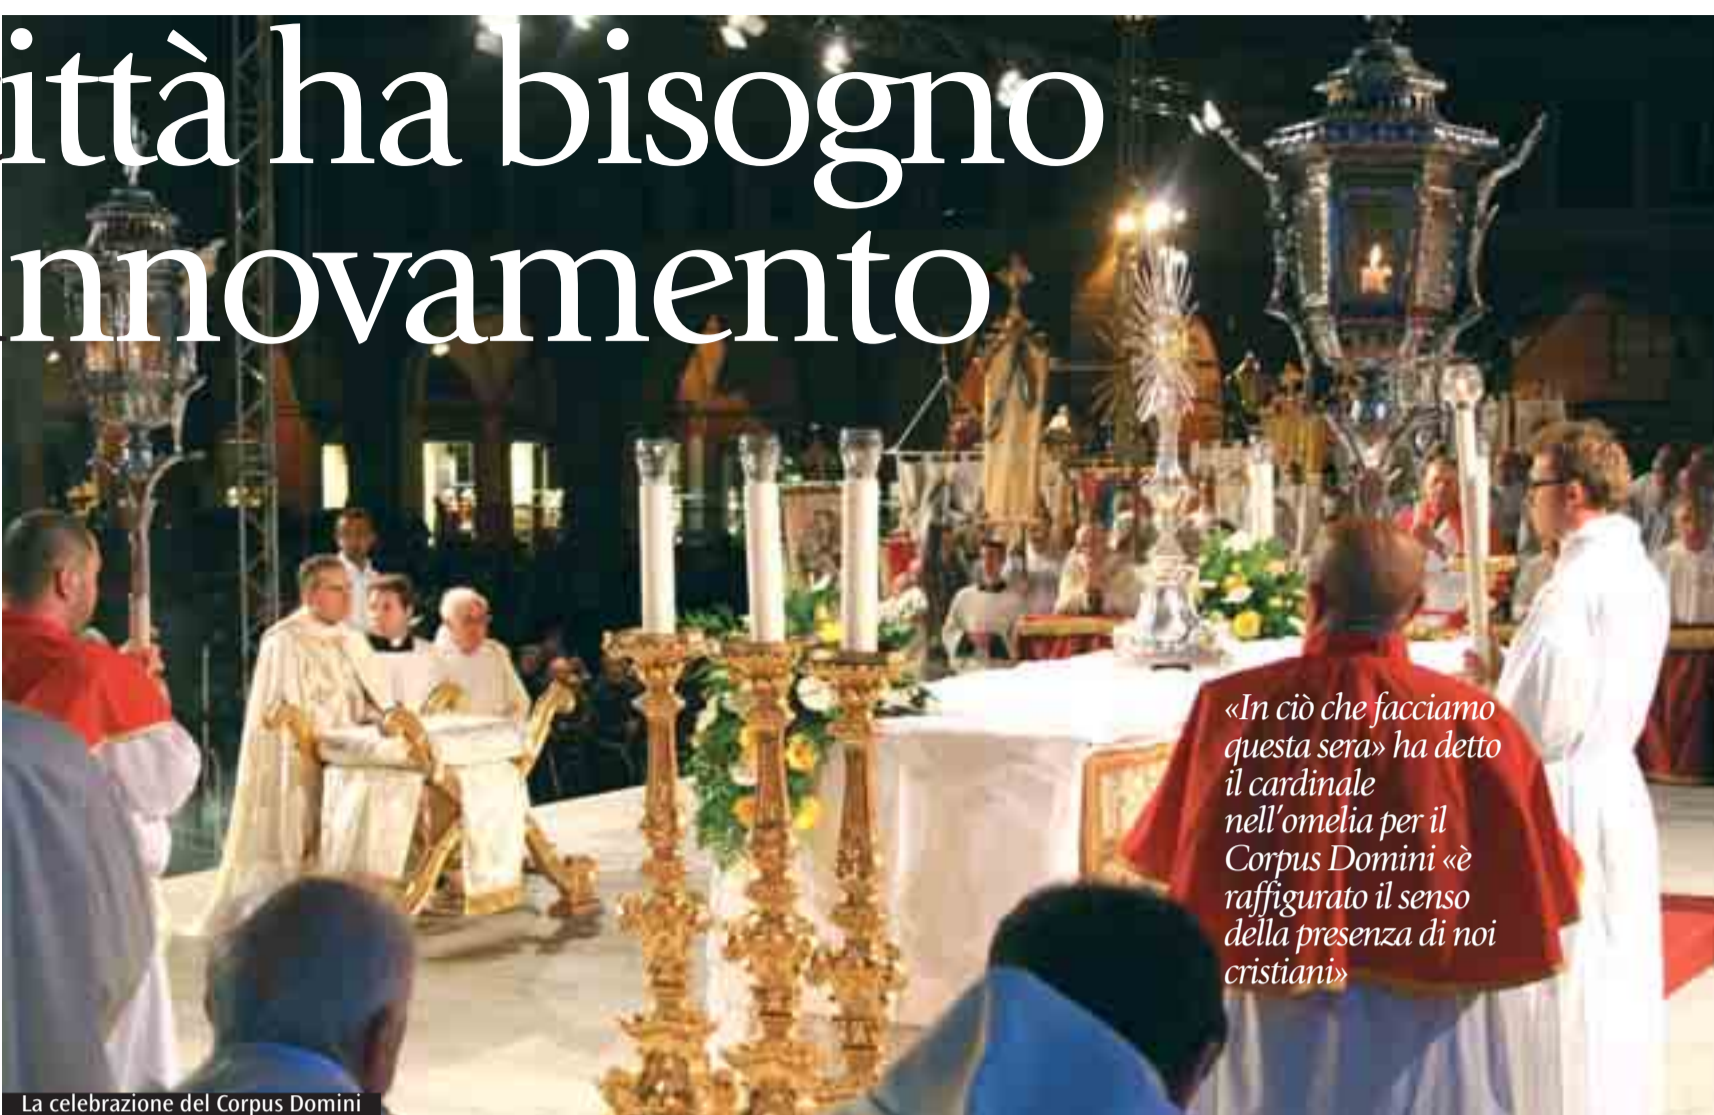 ittà ha bisogno
nnovamento
«In ciò che facciamo
questa sera» ha detto
il cardinale
nell'omelia per il
Corpus Domini «è
raffigurato il senso
della presenza di noi
cristiani»
La celebrazione del Corpus Domini